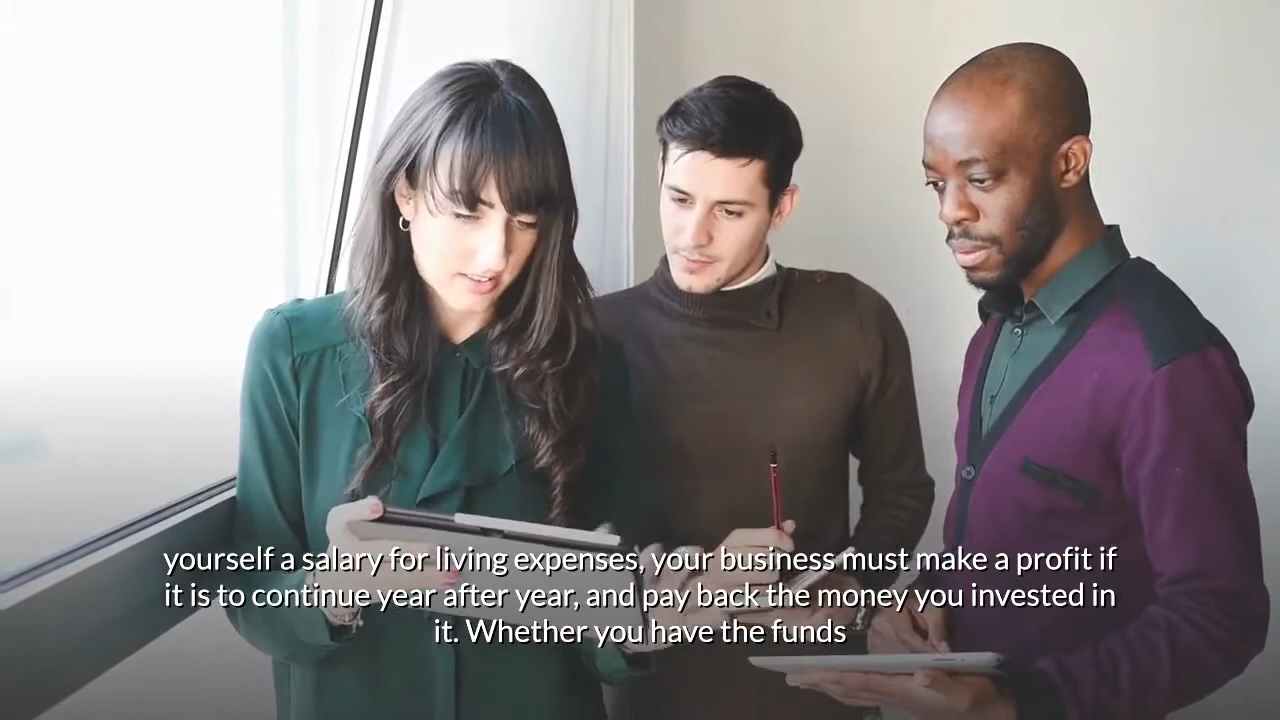 yourself a salary for living expenses, your business must make a profit if
it is to continue year after year, and pay back the money you invested in
it. Whether you have the funds